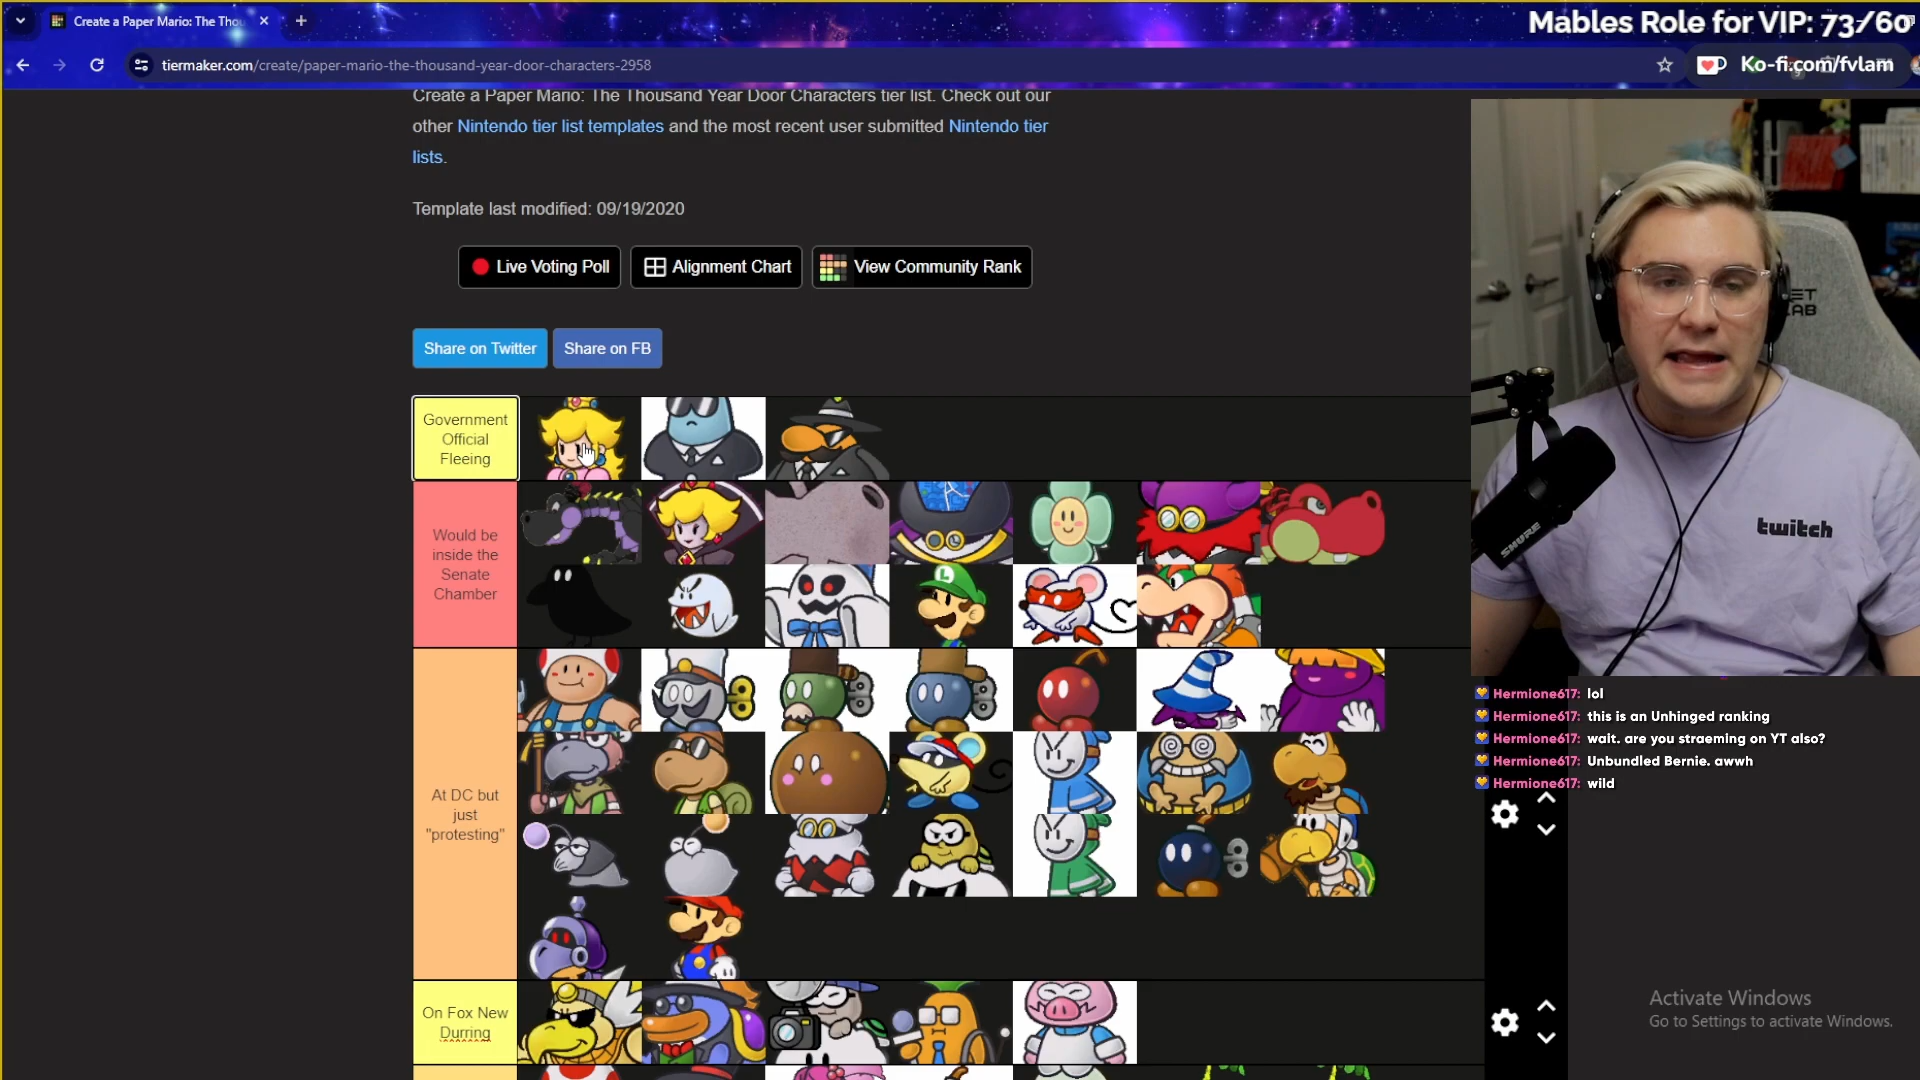 Create a Paper Mario: The Thou
Mables Role for VIP: 73/60
tiermaker.com/create/paper-mario-the-thousand-year-door-characters-2958
Ko-fi.com/fvlam
Create a Paper Mario: The Thousand Year Door Characters tier list. Check out our
other Nintendo tier list templates and the most recent user submitted Nintendo tier
lists.
Template last modified: 09/19/2020
Live Voting Poll
Alignment Chart
View Community Rank
Share on Twitter
Share on FB
Government
Official
Fleeing
Would be
inside the
Senate
Chamber
At DC but
just
"protesting"
On Fox New
Durring
L
SHURE
twitch
Hermione617: lol
Hermione617: this is an Unhinged ranking
Hermione617: wait. are you straeming on YT also?
Hermione617: Unbundled Bernie. awwh
Hermione617: wild
Activate Windows
Go to Settings to activate Windows.